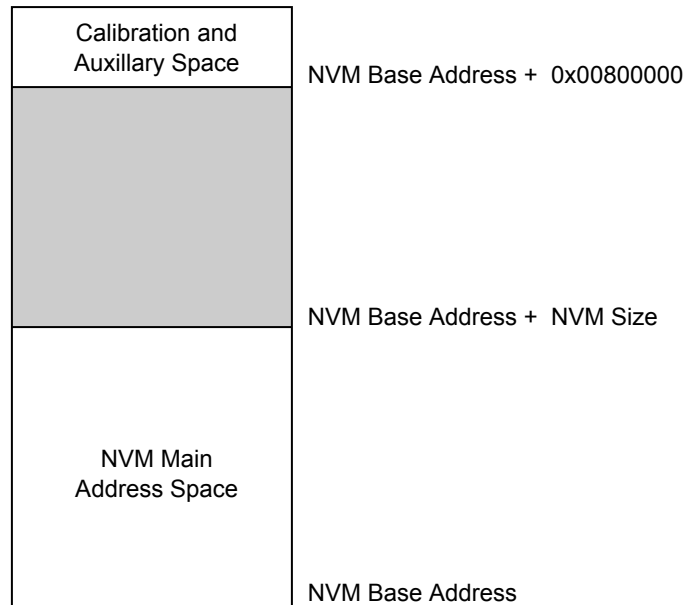 Calibration and
Auxillary Space
NVM Base Address + 0x00800000
NVM Base Address + NVM Size
NVM Main
Address Space
NVM Base Address